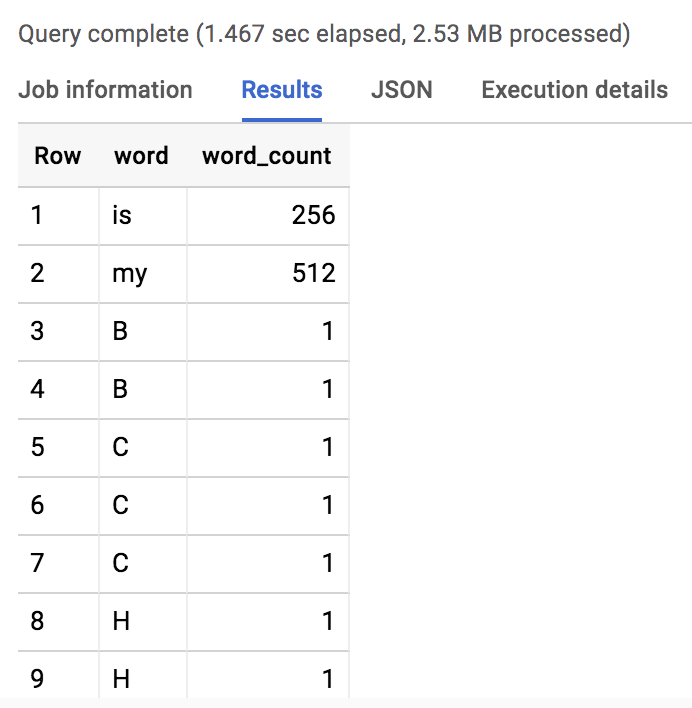 Query complete (1.467 sec elapsed, 2.53 MB processed)
Job information Results JSON Execution details
Row word word_count
1 is 256
2 my 512
3 B 1
4 B 1
5 C 1
6 C 1
7 C 1
8 H 1
9 H 1